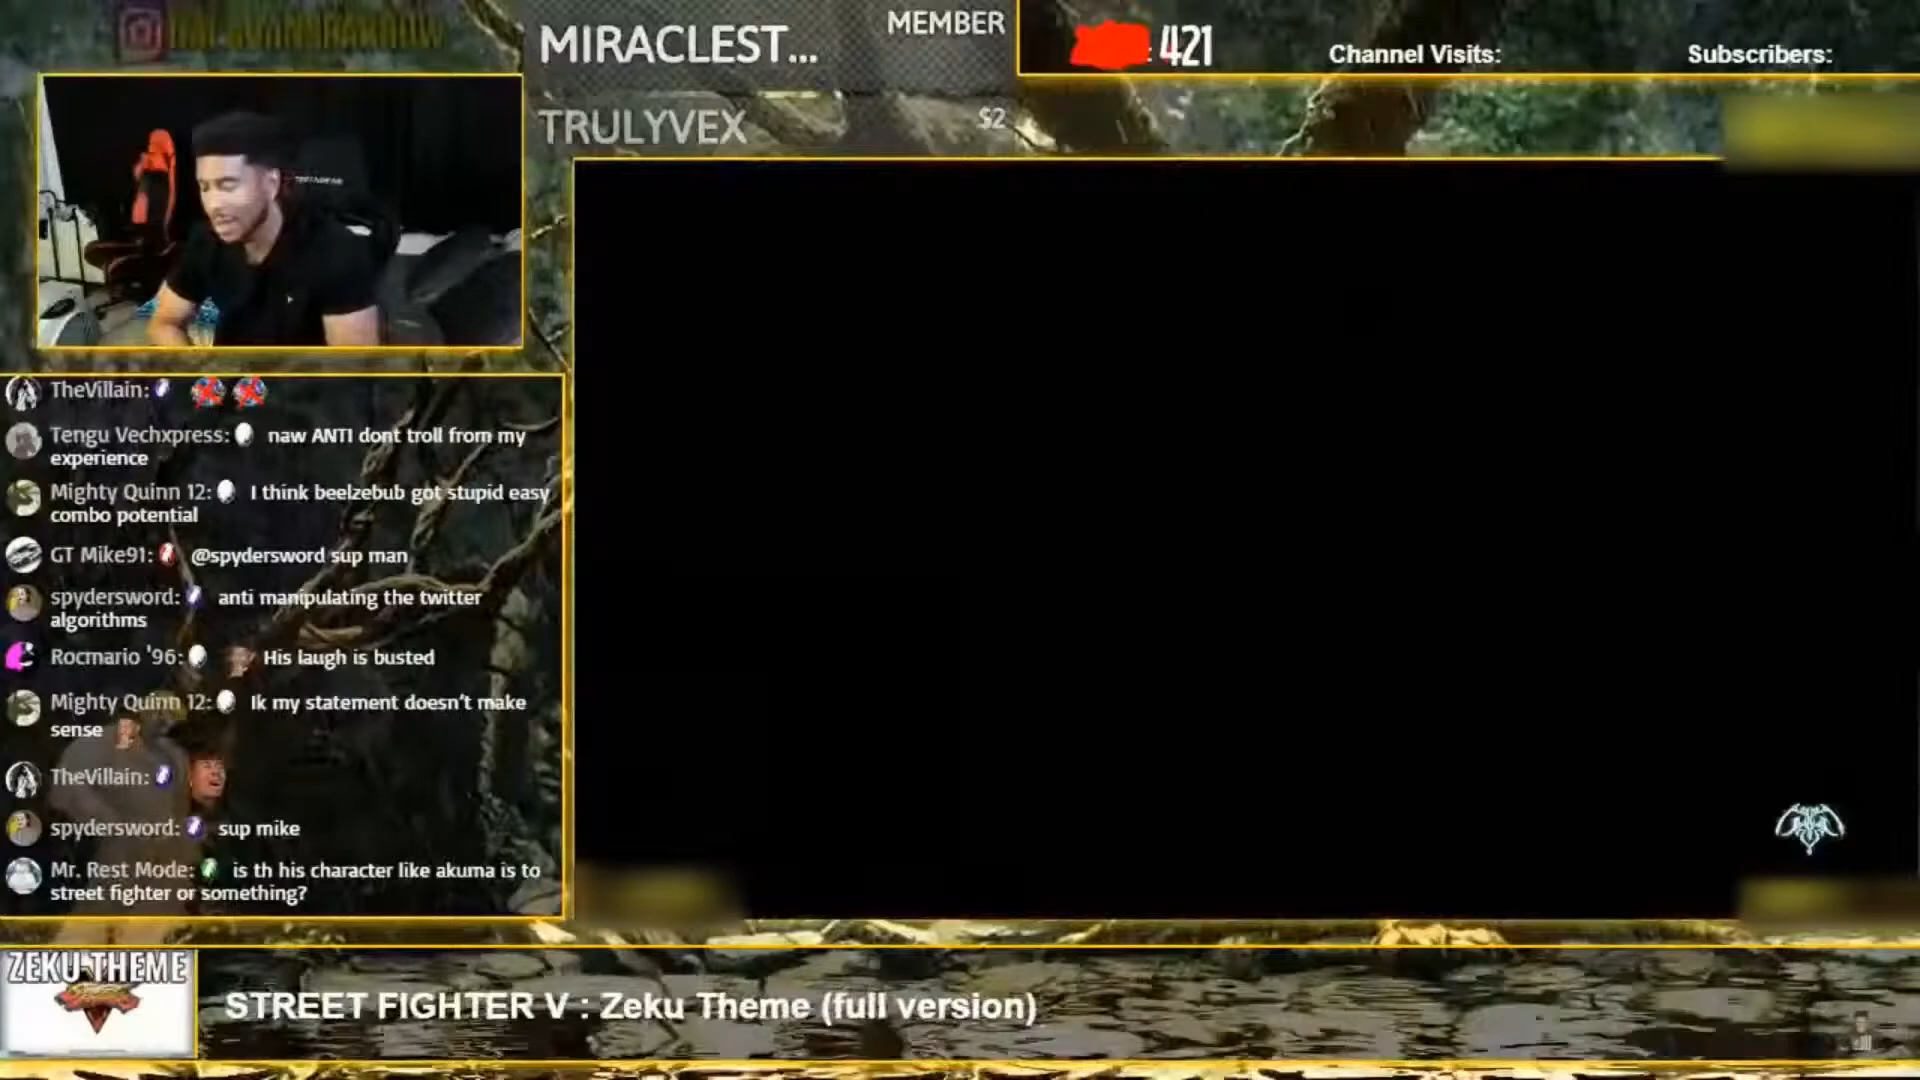 MIRACLEST...
MEMBER
TRULYVEX
$2
: 421
Channel Visits:
Subscribers:
TheVillain:
Tengu Vechxpress: naw ANTI dont troll from my
experience
Mighty Quinn 12: I think beelzebub got stupid easy
combo potential
GT Mike91: @spydersword sup man
spydersword: anti manipulating the twitter
algorithms
Rocmario '96: His laugh is busted
Mighty Quinn 12: Ik my statement doesn't make
sense
TheVillain:
spydersword: sup mike
Mr. Rest Mode: is th his character like akuma is to
street fighter or something?
ZEKU THEME
STREET FIGHTER V : Zeku Theme (full version)